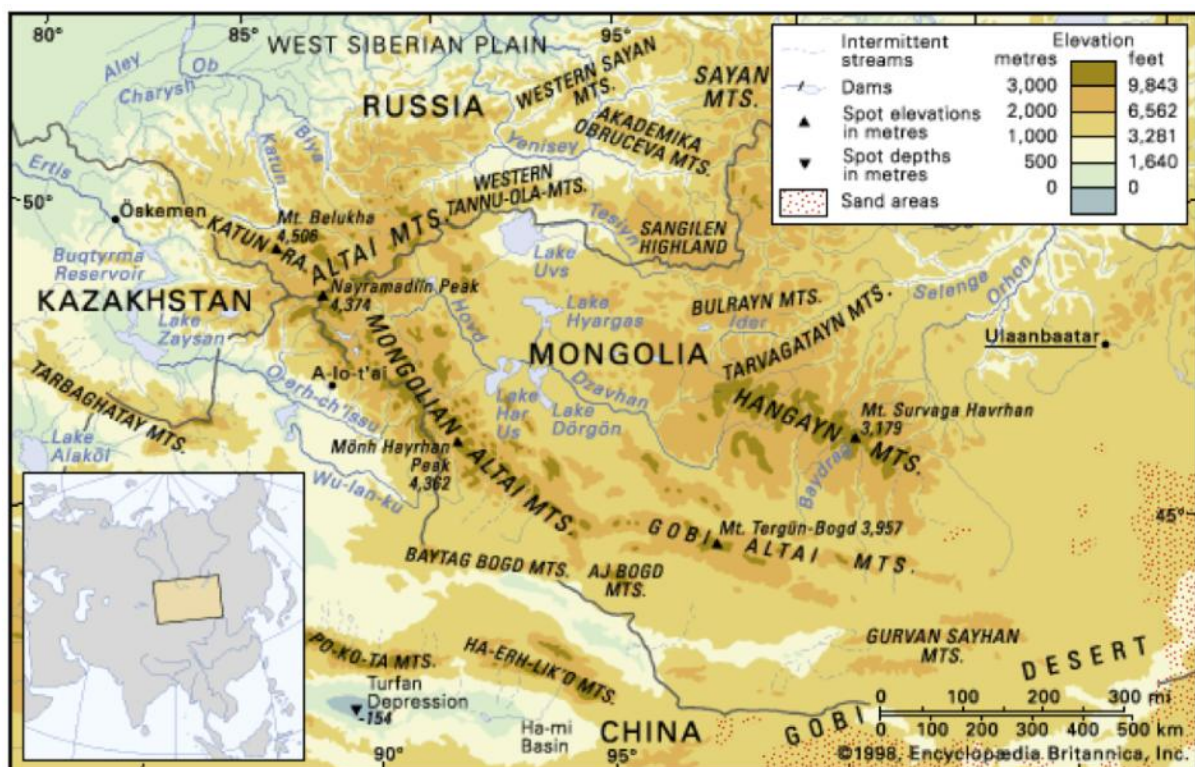 80°
85°
WEST SIBERIAN PLAIN
95°
Aley
Ob
Charysh
RUSSIA
WESTERN SAYAN
MTS.
SAYAN
MTS.
AKADEMIKA
OBRUCEVA MTS.
Biya
Katun
Yenisey
Ertis
50°
Öskemen
Mt. Belukha
4,506
KATUN RA.
ALTAI MTS.
WESTERN
TANNU-OLA-MTS.
Tesiyn
SANGILEN
HIGHLAND
Lake
Uvs
Buqtyrma
Reservoir
Nayramadlin Peak
4,374
KAZAKHSTAN
Lake
Zaysan
Hovd
Lake
Hyargas
BULRAYN MTS.
Ider
Selenge
Orhon
TARVAGATAYN MTS.
Ulaanbaatar
MONGOLIA
A-lo-t'ai
MONGOLIAN ALTAI MTS.
O-erh-ch'i-ssu
TARBAGHATAY MTS.
Lake
Har
Us
Lake
Dörgön
Dzavhan
HANGAYN MTS.
Mt. Survaga Havrhan
3,179
Lake
Alaköl
Mönh Hayrhan
Peak
4,362
Wu-lan-ku
Baydrag
45°
GOBI ALTAI MTS.
Mt. Tergün-Bogd 3,957
BAYTAG BOGD MTS.
AJ BOGD
MTS.
GURVAN SAYHAN
MTS.
PO-KO-TA MTS.
HA-ERH-LIK'O MTS.
Turfan
Depression
-154
Ha-mi
Basin
CHINA
GOBI DESERT
90°
95°
Intermittent
streams
Dams
Spot elevations
in metres
Spot depths
in metres
Sand areas
Elevation
metres feet
3,000 9,843
2,000 6,562
1,000 3,281
500 1,640
0 0
0 100 200 300 mi
0 100 200 300 400 500 km
©1998, Encyclopædia Britannica, Inc.